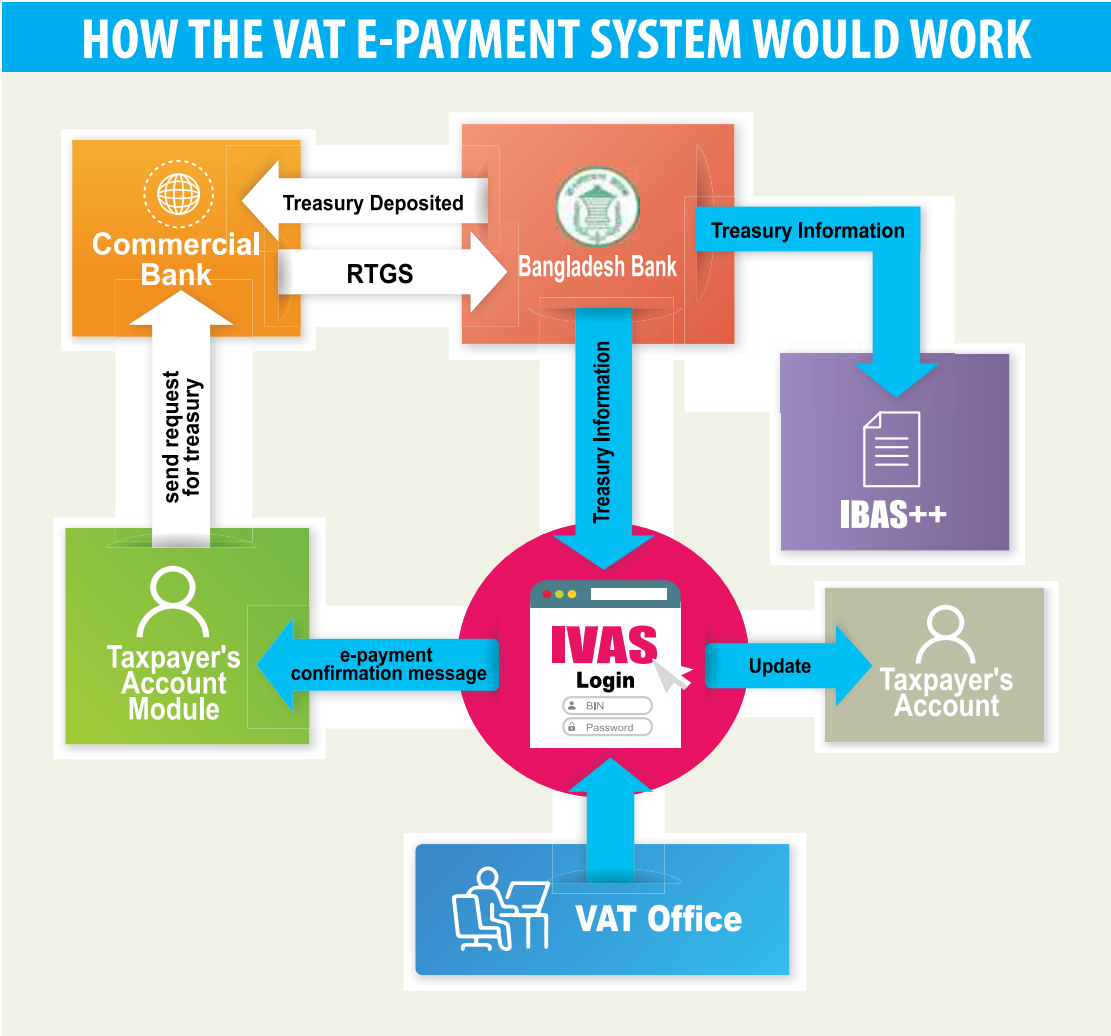 HOW THE VAT E-PAYMENT SYSTEM WOULD WORK
Commercial
Bank
Treasury Deposited
RTGS
Bangladesh Bank
Treasury Information
send request
for treasury
Treasury Information
IBAS++
Taxpayer's
Account
Module
e-payment
confirmation message
IVAS
Login
BIN
Password
Update
Taxpayer's
Account
VAT Office